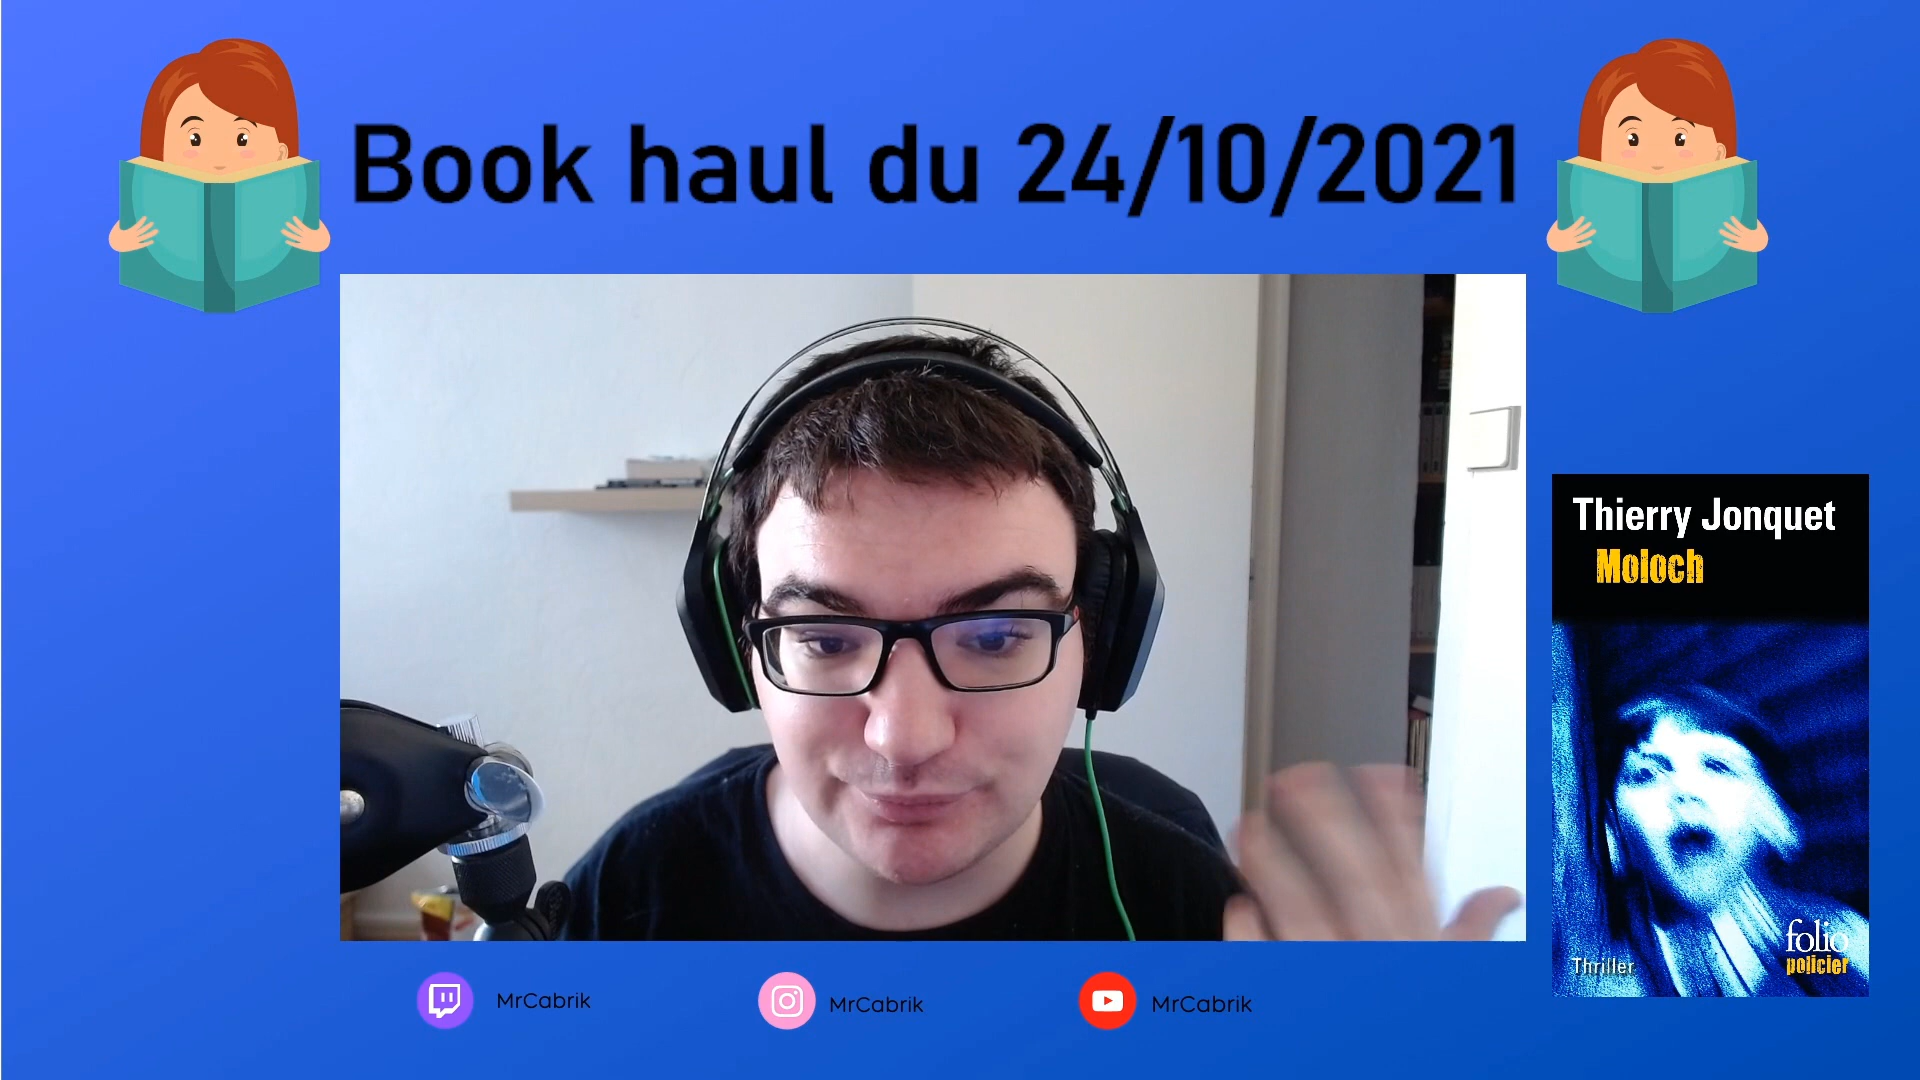 Book haul du 24/10/2021
Thierry Jonquet
Moloch
Thriller
folio
policier
MrCabrik
MrCabrik
MrCabrik